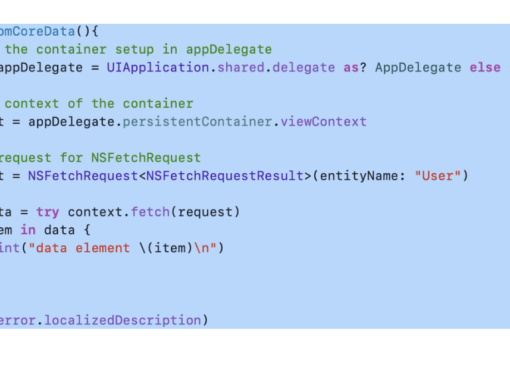 omCoreData(){
the container setup in appDelegate
appDelegate = UIApplication.shared.delegate as? AppDelegate else
context of the container
t = appDelegate.persistentContainer.viewContext
request for NSFetchRequest
t = NSFetchRequest<NSFetchRequestResult>(entityName: "User")
ta = try context.fetch(request)
em in data {
int("data element \(item)\n")
error.localizedDescription)